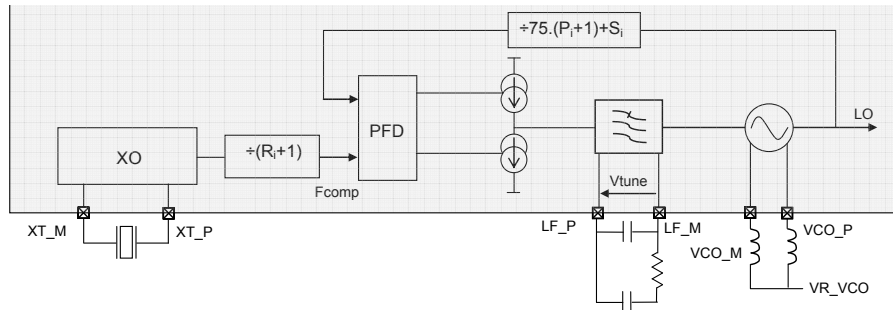 ÷75.(Pi+1)+Si
LO
PFD
XO
÷(Ri+1)
Fcomp
Vtune
XT_M
XT_P
LF_P
LF_M
VCO_M
VCO_P
VR_VCO